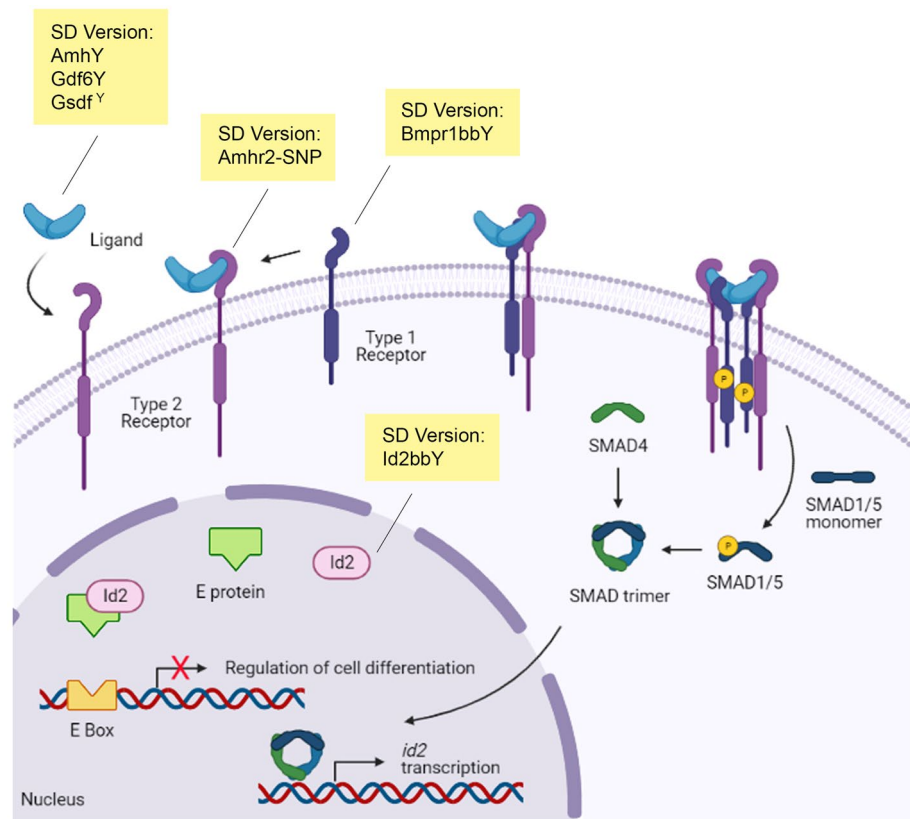 SD Version:
AmhY
Gdf6Y
Gsdf Y
SD Version:
Amhr2-SNP
SD Version:
Bmpr1bbY
Ligand
Type 1
Receptor
Type 2
Receptor
SD Version:
Id2bbY
SMAD4
SMAD1/5
monomer
P
P
P
SMAD trimer
SMAD1/5
Id2
E protein
Id2
Regulation of cell differentiation
E Box
id2
transcription
Nucleus